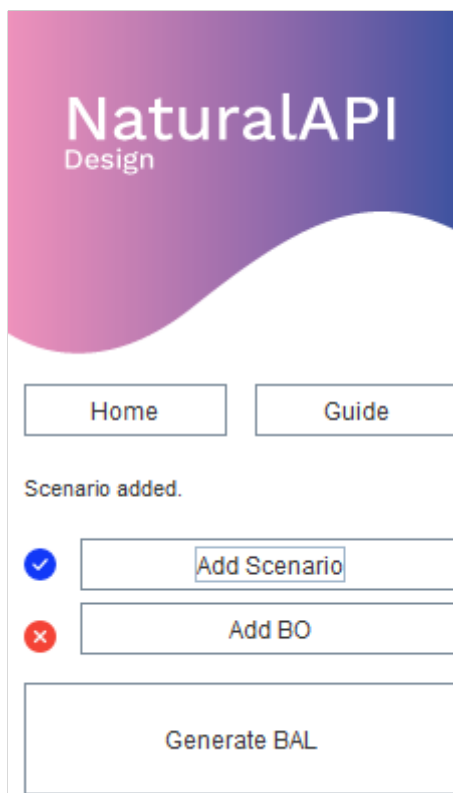 NaturalAPI
Design
Home
Guide
Scenario added.
Add Scenario
Add BO
Generate BAL